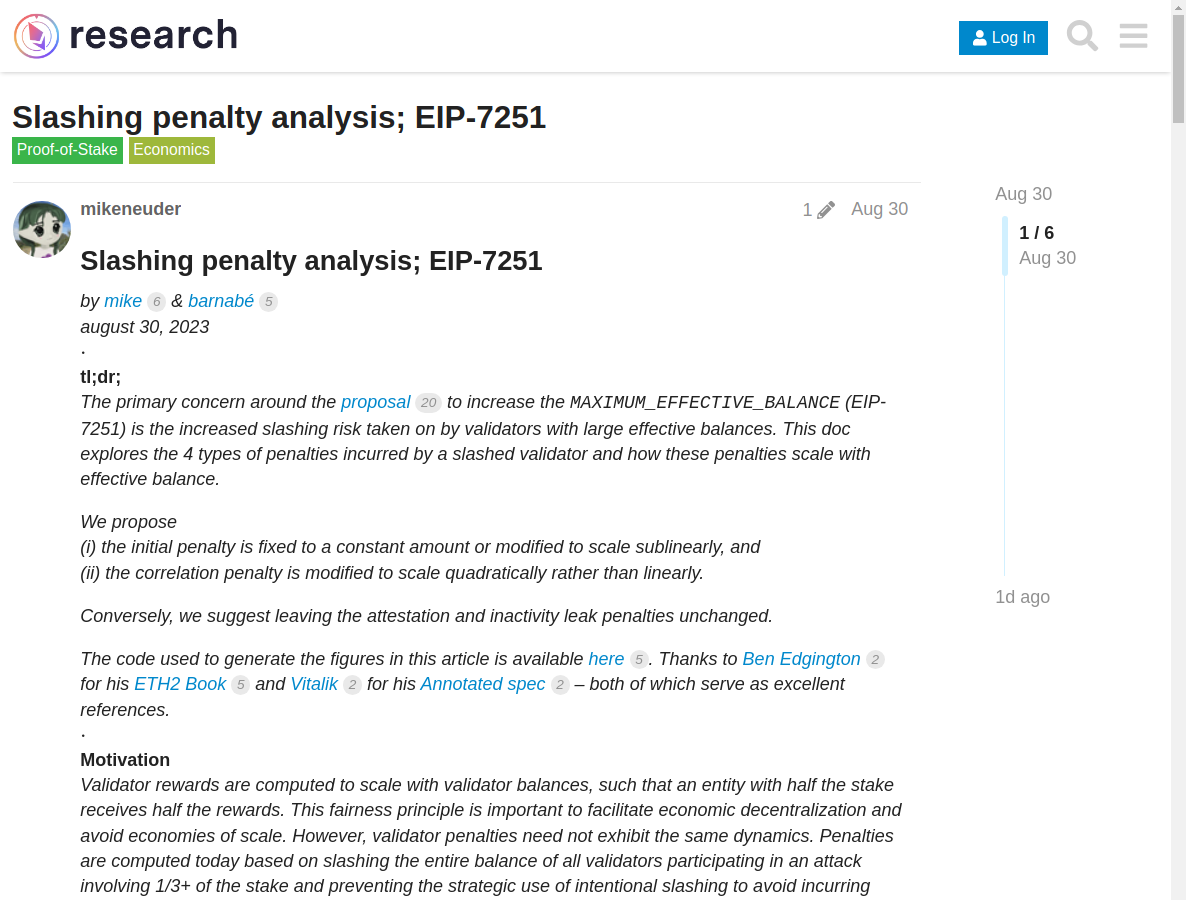 research
Log In
Slashing penalty analysis; EIP-7251
Proof-of-Stake Economics
mikeneuder 1 Aug 30
Slashing penalty analysis; EIP-7251
by mike 6 & barnabé 5
august 30, 2023
·
tl;dr;
The primary concern around the proposal 20 to increase the MAXIMUM_EFFECTIVE_BALANCE (EIP-
7251) is the increased slashing risk taken on by validators with large effective balances. This doc
explores the 4 types of penalties incurred by a slashed validator and how these penalties scale with
effective balance.
We propose
(i) the initial penalty is fixed to a constant amount or modified to scale sublinearly, and
(ii) the correlation penalty is modified to scale quadratically rather than linearly.
Conversely, we suggest leaving the attestation and inactivity leak penalties unchanged.
The code used to generate the figures in this article is available here 5. Thanks to Ben Edgington 2
for his ETH2 Book 5 and Vitalik 2 for his Annotated spec 2 – both of which serve as excellent
references.
·
Motivation
Validator rewards are computed to scale with validator balances, such that an entity with half the stake
receives half the rewards. This fairness principle is important to facilitate economic decentralization and
avoid economies of scale. However, validator penalties need not exhibit the same dynamics. Penalties
are computed today based on slashing the entire balance of all validators participating in an attack
involving 1/3+ of the stake and preventing the strategic use of intentional slashing to avoid incurring
Aug 30
1 / 6
Aug 30
1d ago